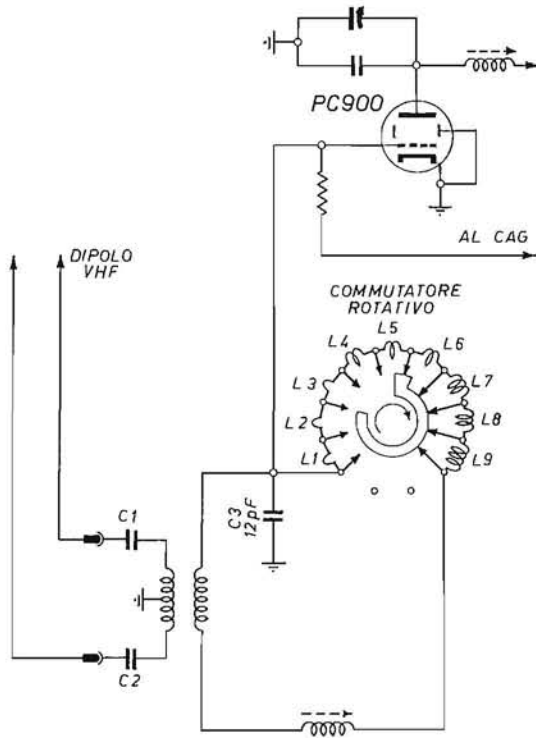 PC900
AL CAG
DIPOLO
VHF
COMMUTATORE
ROTATIVO
L1
L2
L3
L4
L5
L6
L7
L8
L9
C1
C3
12pF
C2